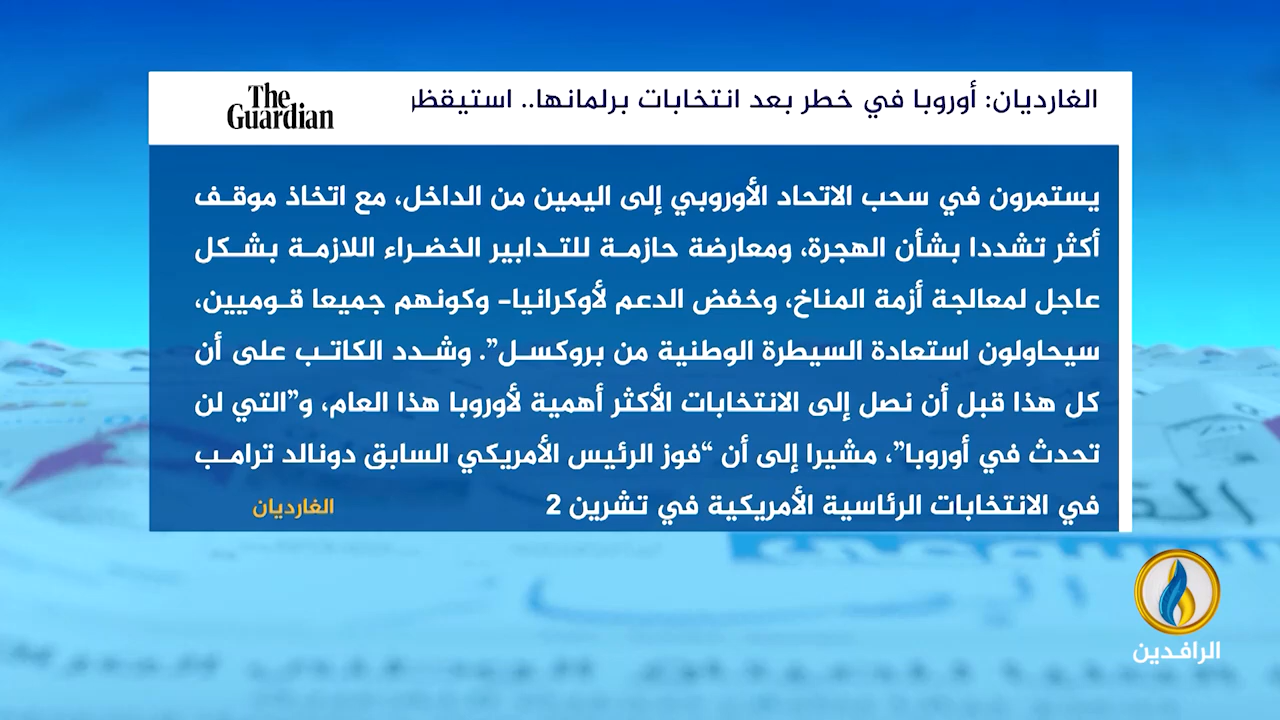 The
Guardian
الغارديان: أوروبا في خطر بعد انتخابات برلمانها..
يستمرون في سحب الاتحاد الأوروبي إلى اليمين من الداخل، مع اتخاذ موقف
أكثر تشددا بشأن الهجرة، ومعارضة حازمة للتدابير الخضراء اللازمة بشكل
عاجل لمعالجة أزمة المناخ، وخفض الدعم لأوكرانيا- وكونهم جميعا قوميين،
سيحاولون استعادة السيطرة الوطنية من بروكسل”. وشدد الكاتب على أن
كل هذا قبل أن نصل إلى الانتخابات الأكثر أهمية لأوروبا هذا العام، و”التي لن
تحدث في أوروبا”، مشيرا إلى أن “فوز الرئيس الأمريكي السابق دونالد ترامب
في الانتخابات الرئاسية الأمريكية في تشرين 2
الغارديان
الرافدين